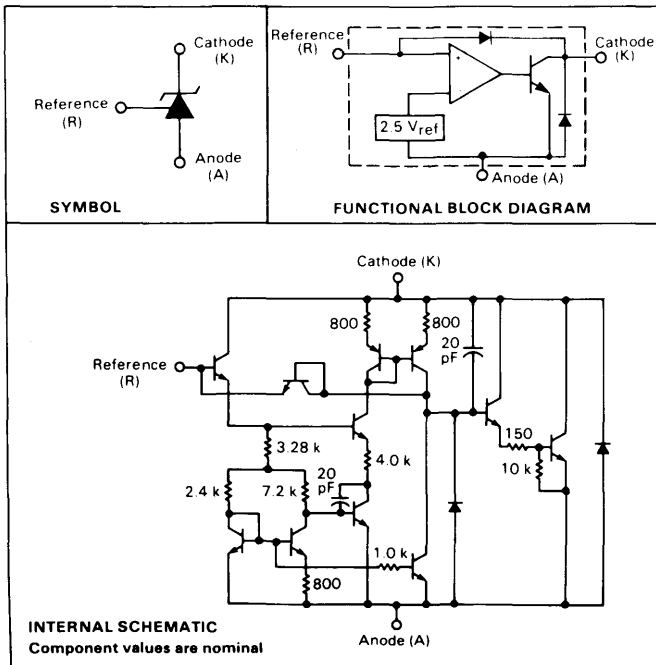 Cathode
(K)
Reference
(R)
Anode
(A)
SYMBOL
Reference
(R)
+
-
2.5 Vref
Cathode
(K)
Anode (A)
FUNCTIONAL BLOCK DIAGRAM
Cathode (K)
800
800
20
pF
Reference
(R)
150
3.28 k
4.0 k
10 k
2.4 k
7.2 k
20
pF
1.0 k
800
INTERNAL SCHEMATIC
Component values are nominal
Anode (A)